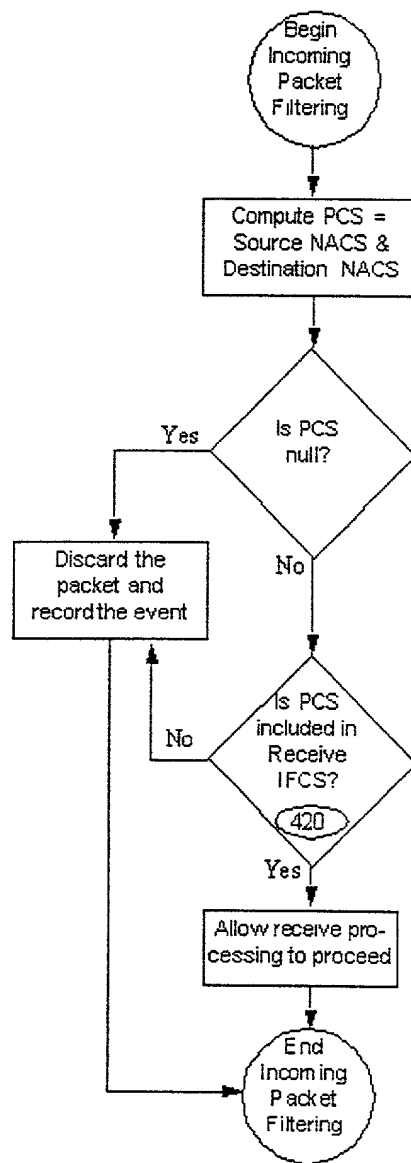 Begin
Incoming
Packet
Filtering
Compute PCS =
Source NACS &
Destination NACS
Is PCS
null?
Yes
No
Discard the
packet and
record the event
Is PCS
included in
Receive
IFCS?
420
No
Yes
Allow receive pro-
cessing to proceed
End
Incoming
Packet
Filtering